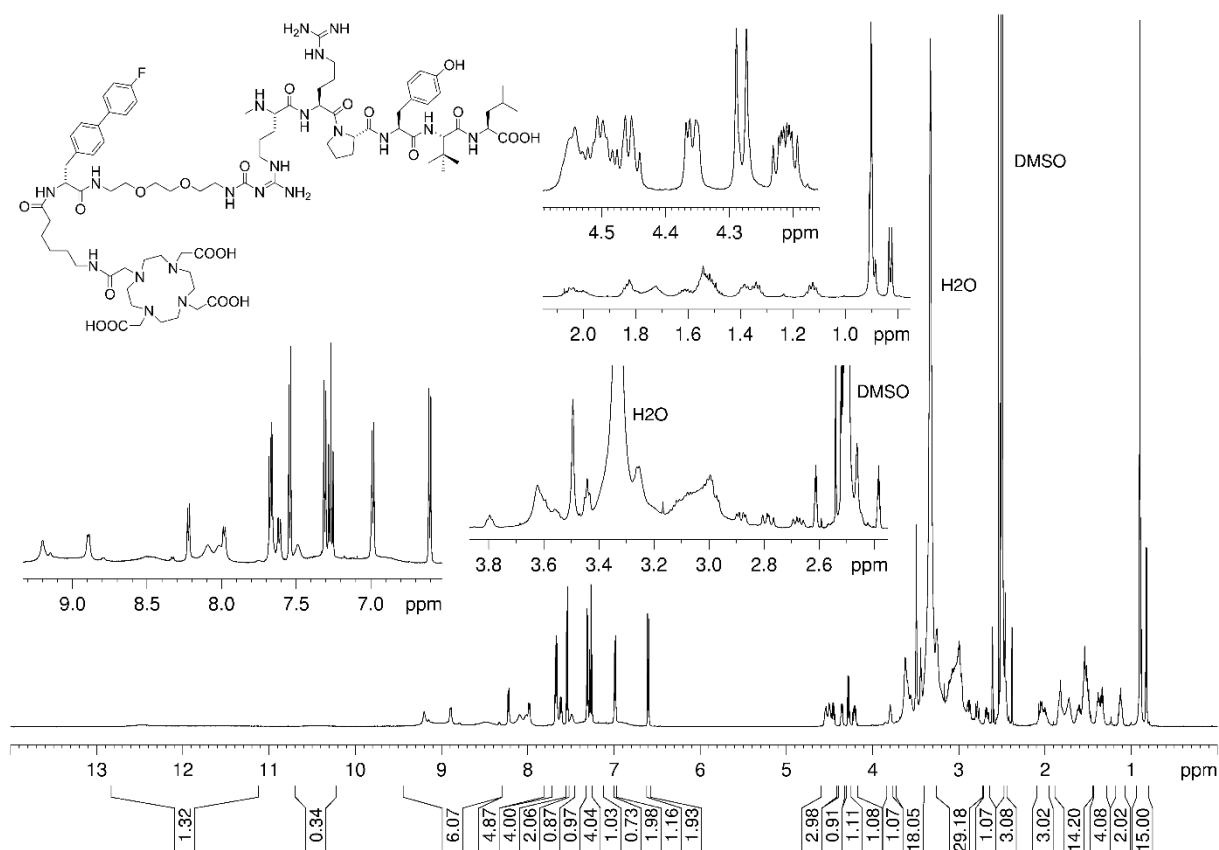 H2N NH
HN
OH
F
N H
O
N H
O
N
O
N H
O
N H
O
N H
COOH
HN
O
N NH2
H N
O
O
N H
HN
O
O
N H
O
COOH
N N
N N
COOH
HOOC
4.5 4.4 4.3 ppm
DMSO
H2O
2.0 1.8 1.6 1.4 1.2 1.0 ppm
DMSO
H2O
3.8 3.6 3.4 3.2 3.0 2.8 2.6 ppm
9.0 8.5 8.0 7.5 7.0 ppm
13 12 11 10 9 8 7 6 5 4 3 2 1 ppm
1.32 0.34 6.07 4.87 4.00 2.06 0.87 0.97 4.04 1.03 0.73 1.98 1.16 1.93 2.98 0.91 1.11 1.08 1.07 18.05 29.18 1.07 3.08 3.02 14.20 4.08 2.02 15.00